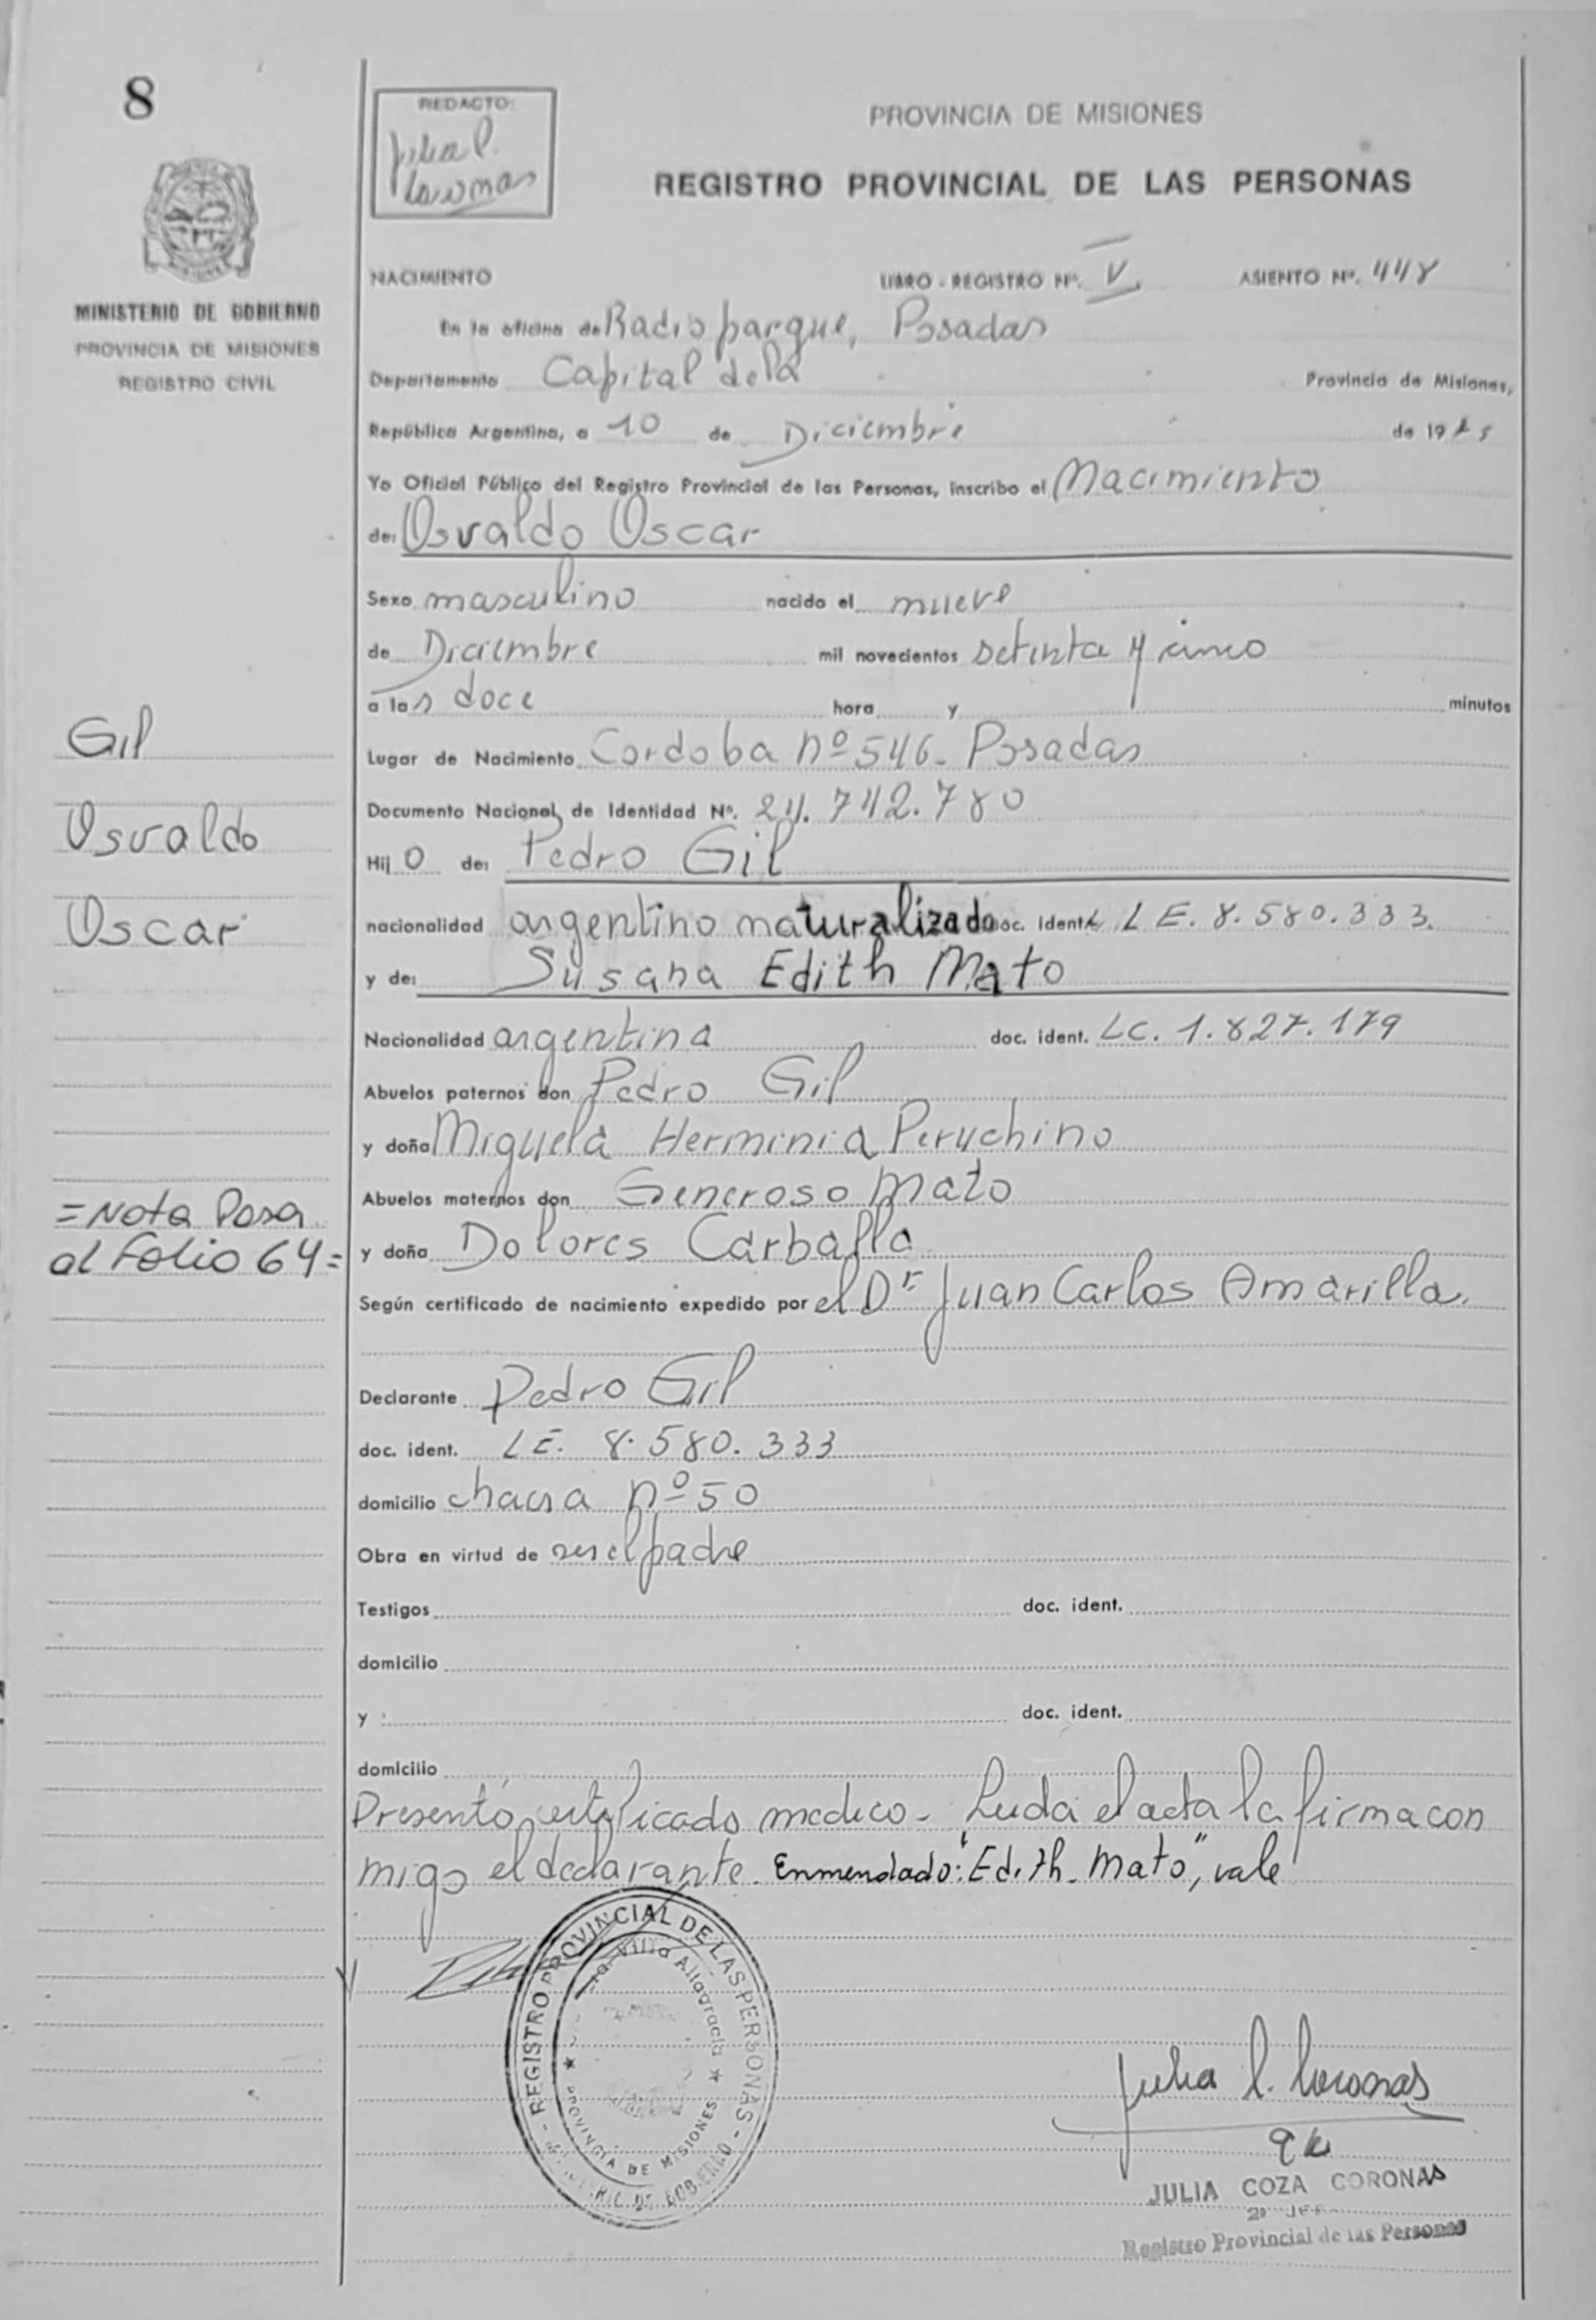 8
REDACTO:
Julia P.
Coronas
PROVINCIA DE MISIONES
REGISTRO PROVINCIAL DE LAS PERSONAS
MINISTERIO DE GOBIERNO
PROVINCIA DE MISIONES
REGISTRO CIVIL
NACIMIENTO LIBRO - REGISTRO Nº. V ASIENTO Nº. 448
En la oficina de Radio parque, Posadas
Departamento Capital de la Provincia de Misiones,
República Argentina, a 10 de Diciembre de 1975
Yo Oficial Público del Registro Provincial de las Personas, inscribo el Nacimiento
de: Osvaldo Oscar
Sexo masculino nacido el nueve
de Diciembre mil novecientos setenta y cinco
a las doce hora y minutos
Gil
Lugar de Nacimiento Cordoba nº 546- Posadas
Documento Nacional de Identidad Nº. 24.742.780
Osvaldo
Hijo de: Pedro Gil
Oscar
nacionalidad argentino naturalizado doc. ident. L E. 8.580.333.
y de: Susana Edith Mato
Nacionalidad argentina doc. ident. LC. 1.827.179
Abuelos paternos don Pedro Gil
y doña Miguela Herminia Peruchino
Abuelos maternos don Generoso Mato
= Nota Pasa
al Folio 64 =
y doña Dolores Carballa
Según certificado de nacimiento expedido por el Dr Juan Carlos Amarilla.
Declarante Pedro Gil
doc. ident. LE. 8.580.333
domicilio chacra nº 50
Obra en virtud de ser el padre
Testigos doc. ident.
domicilio
y : doc. ident.
domicilio
Presentó certificado medico - Leida el acta la firma con
migo el declarante. Enmendado: "Edith - Mato", vale
REGISTRO PROVINCIAL DE LAS PERSONAS
Villa Altagracia
PROVINCIA DE MISIONES
Julia P. Coronas
JULIA COZA CORONAS
2º JEF
Registro Provincial de las Personas